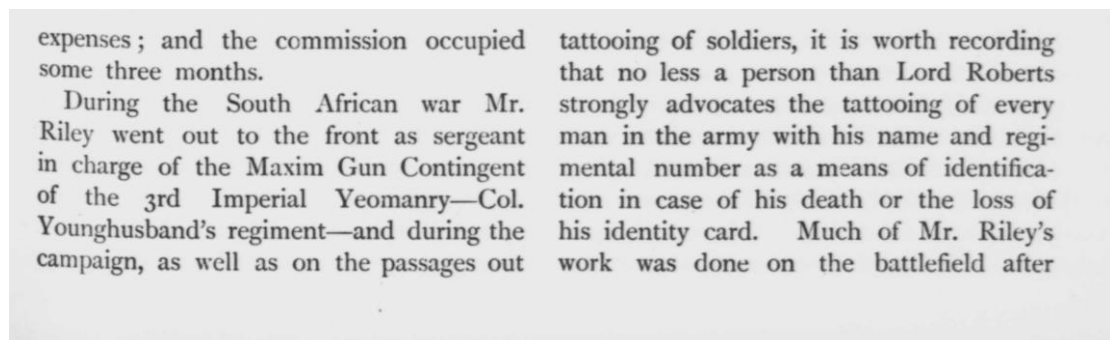 expenses; and the commission occupied
some three months.
During the South African war Mr.
Riley went out to the front as sergeant
in charge of the Maxim Gun Contingent
of the 3rd Imperial Yeomanry—Col.
Younghusband's regiment—and during the
campaign, as well as on the passages out
tattooing of soldiers, it is worth recording
that no less a person than Lord Roberts
strongly advocates the tattooing of every
man in the army with his name and regi-
mental number as a means of identifica-
tion in case of his death or the loss of
his identity card. Much of Mr. Riley's
work was done on the battlefield after